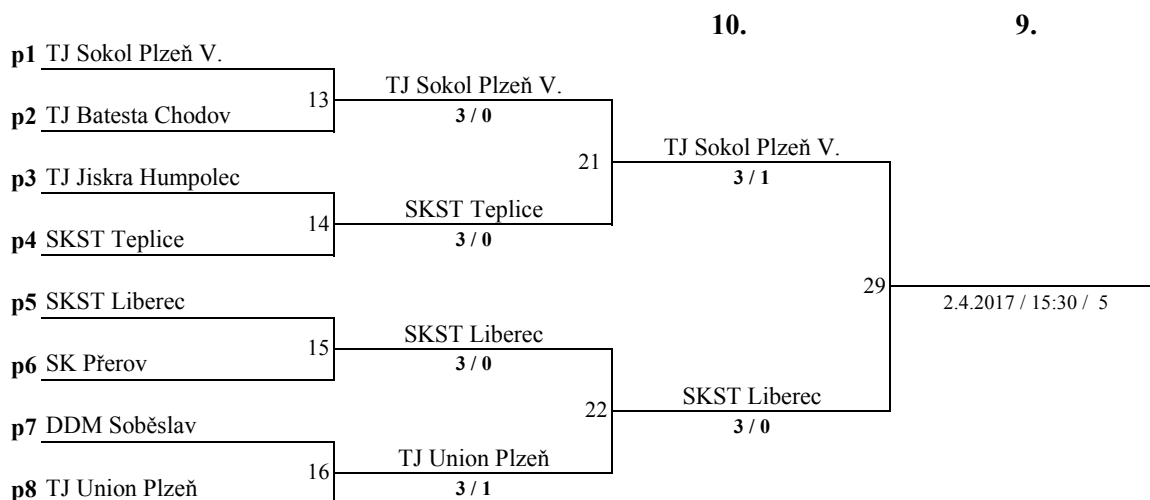 10. 9.
p1 TJ Sokol Plzeň V.
13 TJ Sokol Plzeň V.
p2 TJ Batesta Chodov 3 / 0
21 TJ Sokol Plzeň V.
p3 TJ Jiskra Humpolec 3 / 1
14 SKST Teplice
p4 SKST Teplice 3 / 0
29
p5 SKST Liberec 2.4.2017 / 15:30 / 5
15 SKST Liberec
p6 SK Přerov 3 / 0
22 SKST Liberec
p7 DDM Soběslav 3 / 0
16 TJ Union Plzeň
p8 TJ Union Plzeň 3 / 1